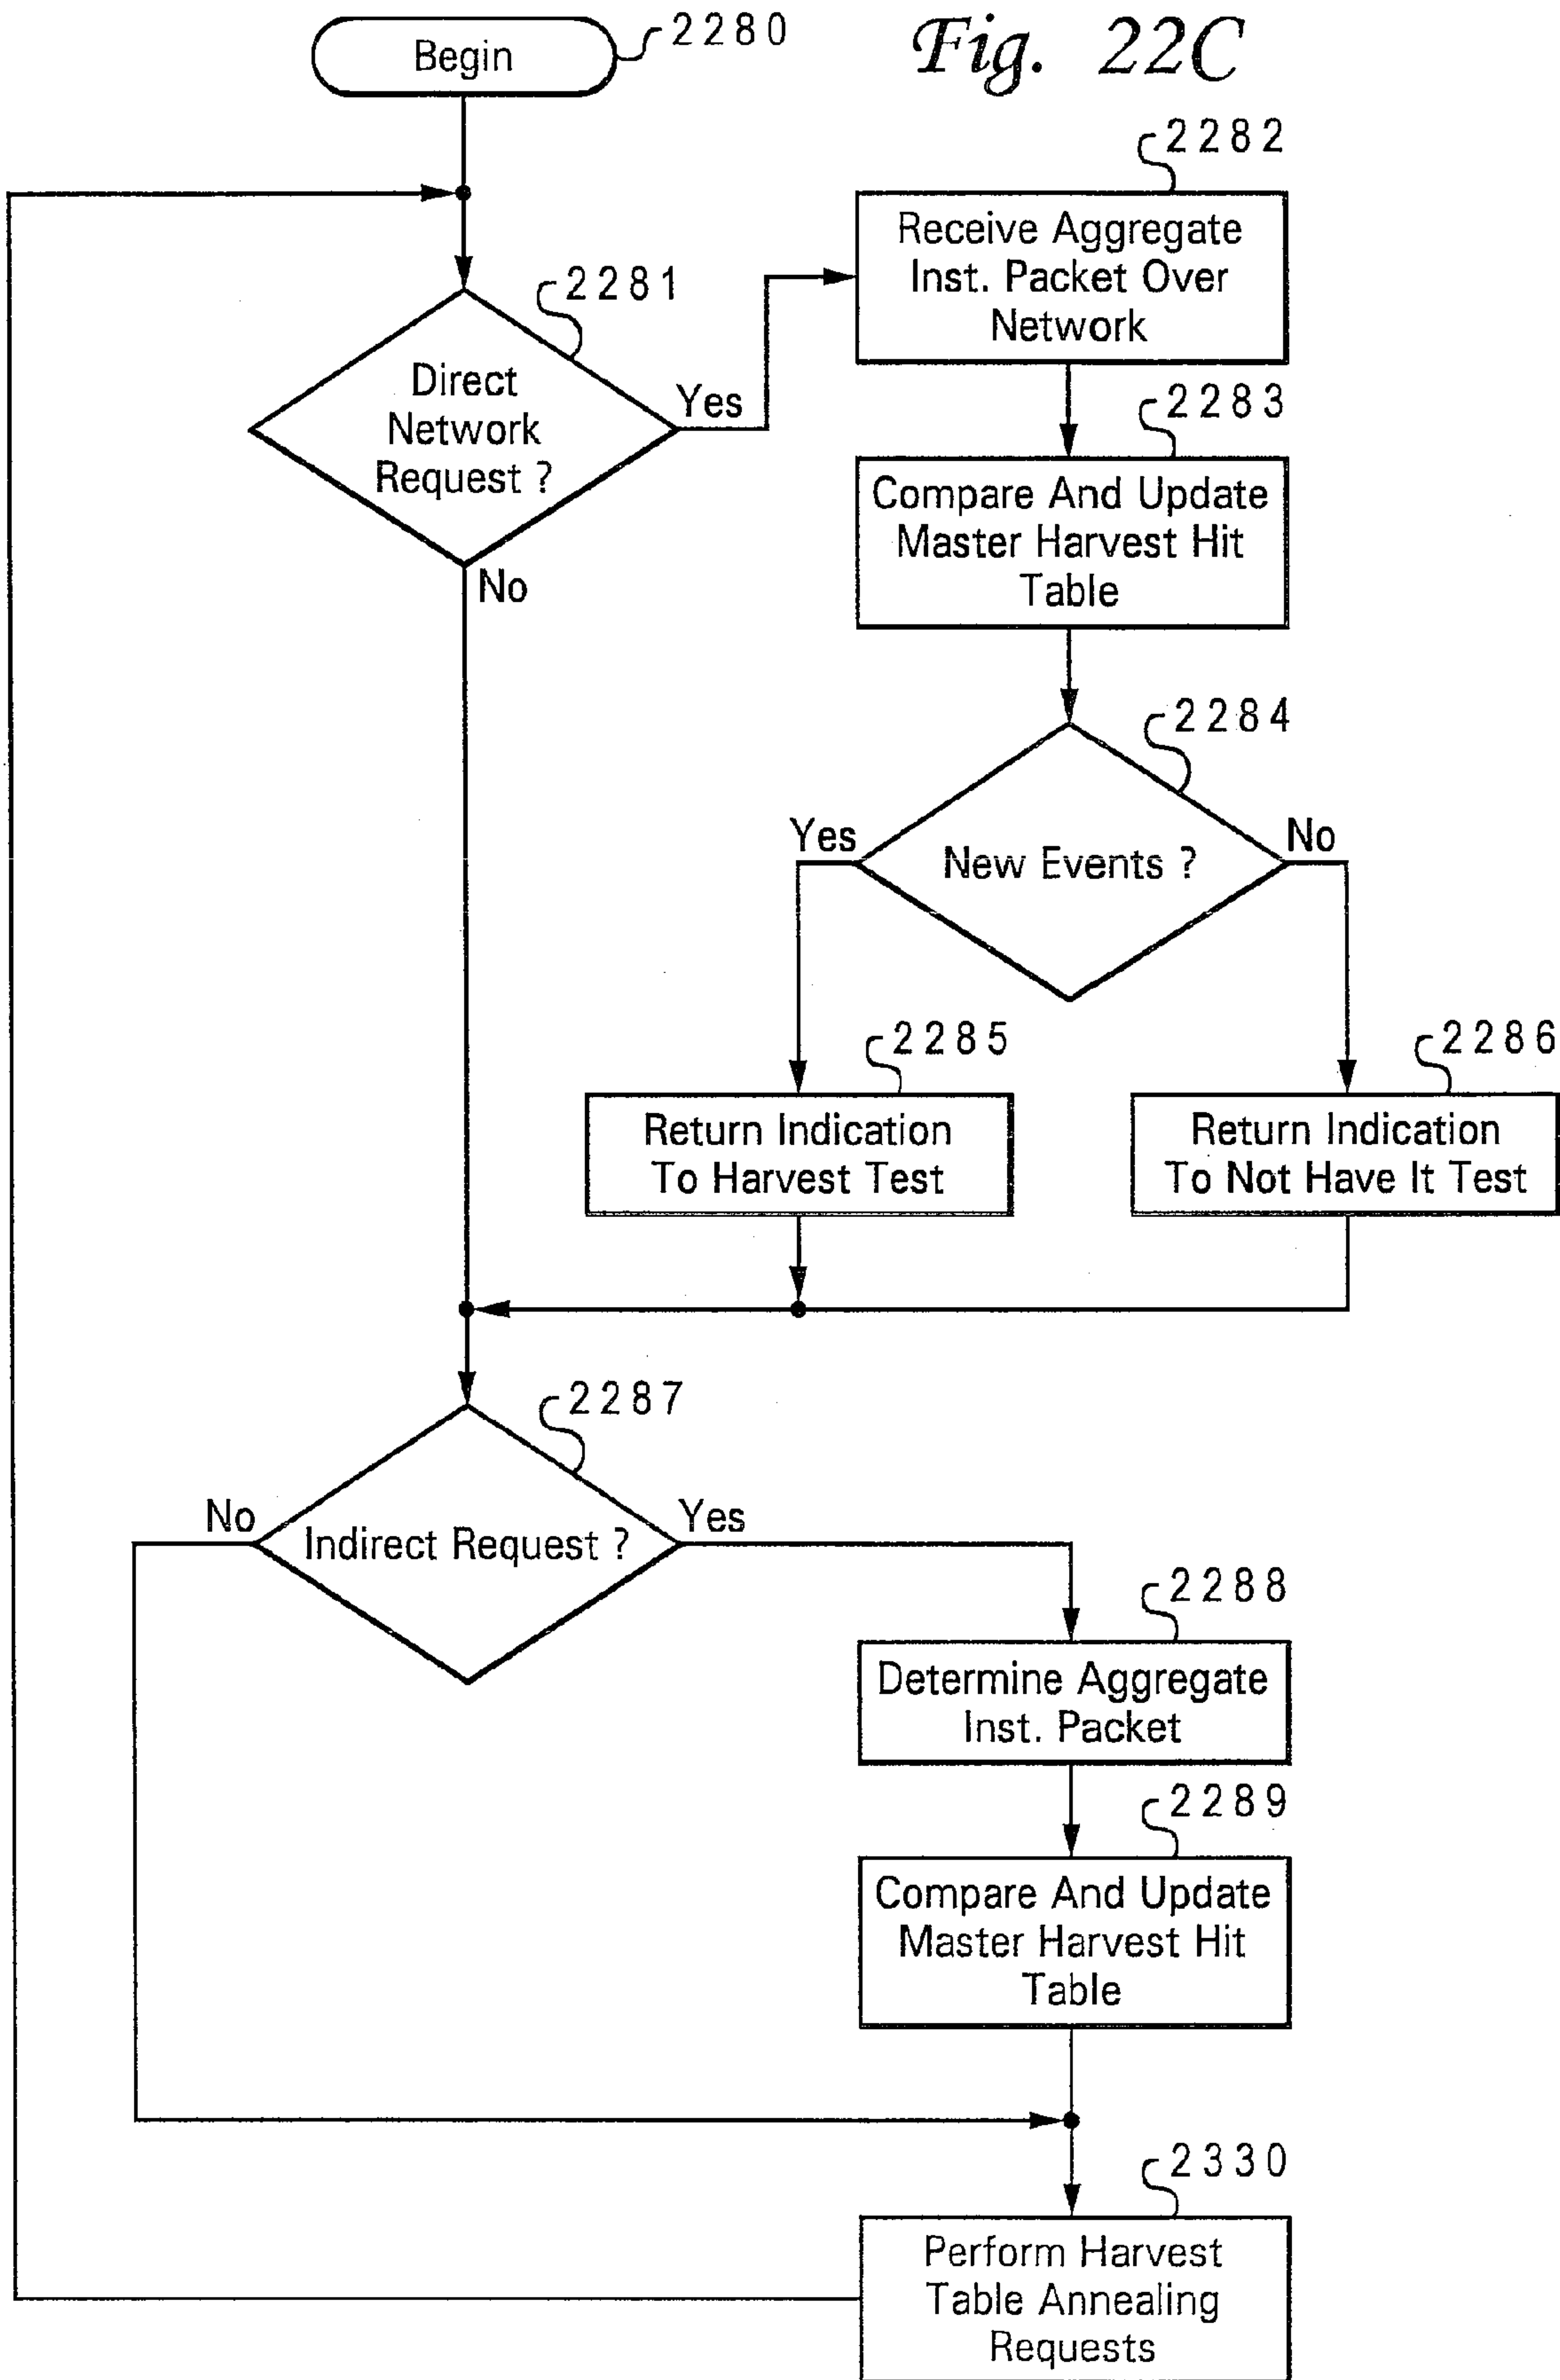 Begin
2280
Fig. 22C
2282
Receive Aggregate
Inst. Packet Over
Network
2281
Direct
Network
Request ?
Yes
No
2283
Compare And Update
Master Harvest Hit
Table
2284
New Events ?
Yes
No
2285
Return Indication
To Harvest Test
2286
Return Indication
To Not Have It Test
2287
Indirect Request ?
No
Yes
2288
Determine Aggregate
Inst. Packet
2289
Compare And Update
Master Harvest Hit
Table
2330
Perform Harvest
Table Annealing
Requests